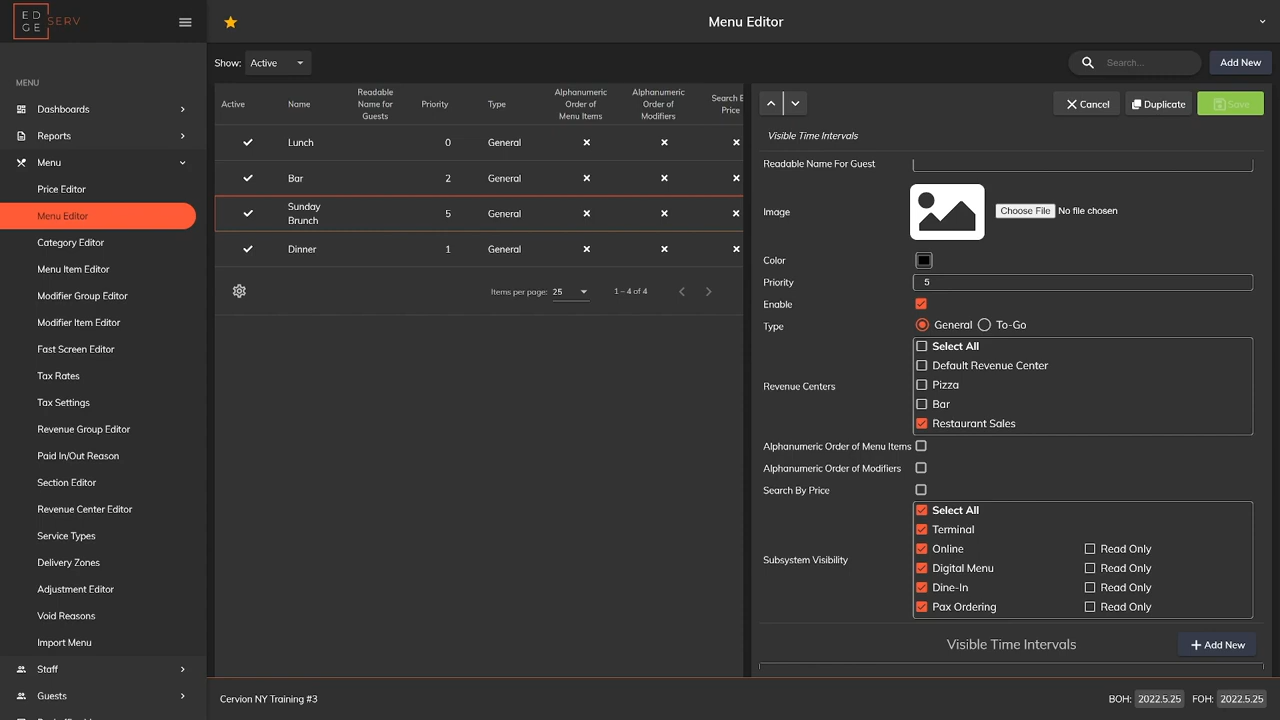 ED
GE
SERV
Menu Editor
MENU
Dashboards
Reports
Menu
Price Editor
Menu Editor
Category Editor
Menu Item Editor
Modifier Group Editor
Modifier Item Editor
Fast Screen Editor
Tax Rates
Tax Settings
Revenue Group Editor
Paid In/Out Reason
Section Editor
Revenue Center Editor
Service Types
Delivery Zones
Adjustment Editor
Void Reasons
Import Menu
Staff
Guests
Show: Active
Search...
Add New
Active Name Readable Name for Guests Priority Type Alphanumeric Order of Menu Items Alphanumeric Order of Modifiers Search B Price
Lunch 0 General
Bar 2 General
Sunday Brunch 5 General
Dinner 1 General
Items per page: 25 1 – 4 of 4
Cancel Duplicate Save
Visible Time Intervals
Readable Name For Guest
Image Choose File No file chosen
Color
Priority 5
Enable
Type General To-Go
Revenue Centers
Select All
Default Revenue Center
Pizza
Bar
Restaurant Sales
Alphanumeric Order of Menu Items
Alphanumeric Order of Modifiers
Search By Price
Subsystem Visibility
Select All
Terminal
Online Read Only
Digital Menu Read Only
Dine-In Read Only
Pax Ordering Read Only
Visible Time Intervals
Add New
Cervion NY Training #3
BOH: 2022.5.25 FOH: 2022.5.25